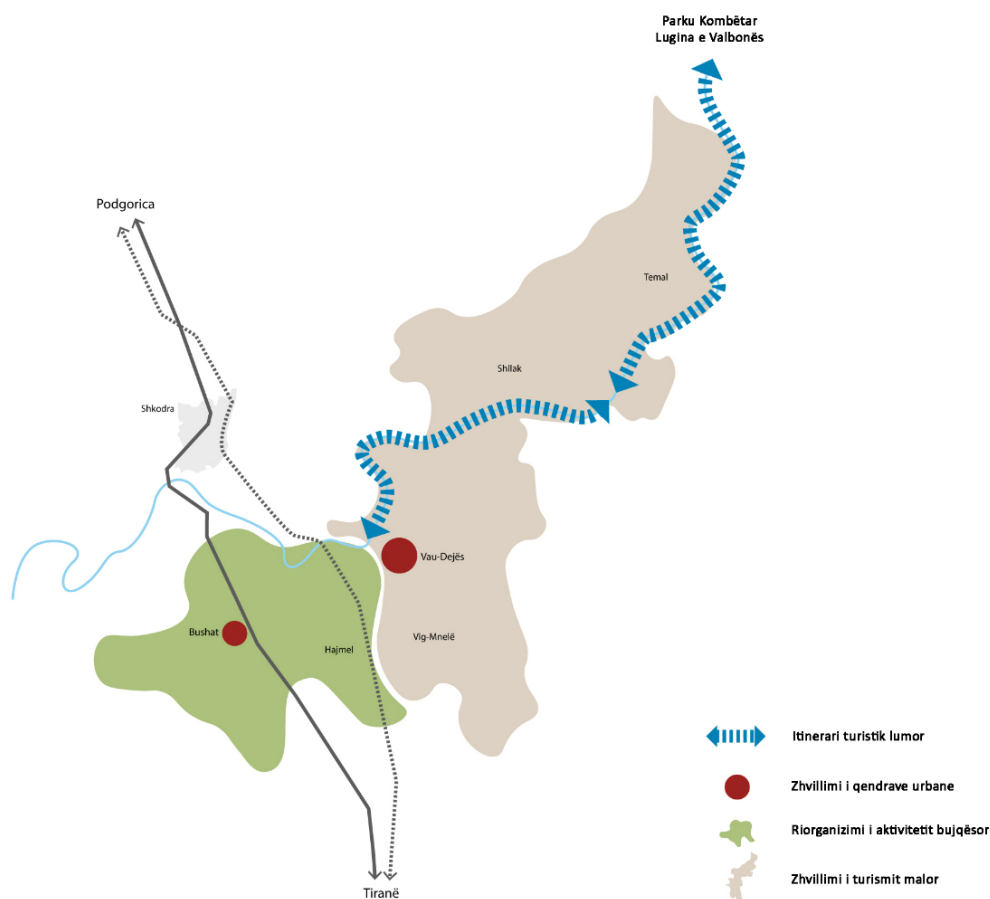 Parku Kombëtar
Lugina e Valbonës
Podgorica
Temal
Shllak
Shkodra
Vau-Dejës
Bushat
Vig-Mnelë
Hajmel
Itinerari turistik lumor
Zhvillimi i qendrave urbane
Riorganizimi i aktivitetit bujqësor
Zhvillimi i turismit malor
Tiranë